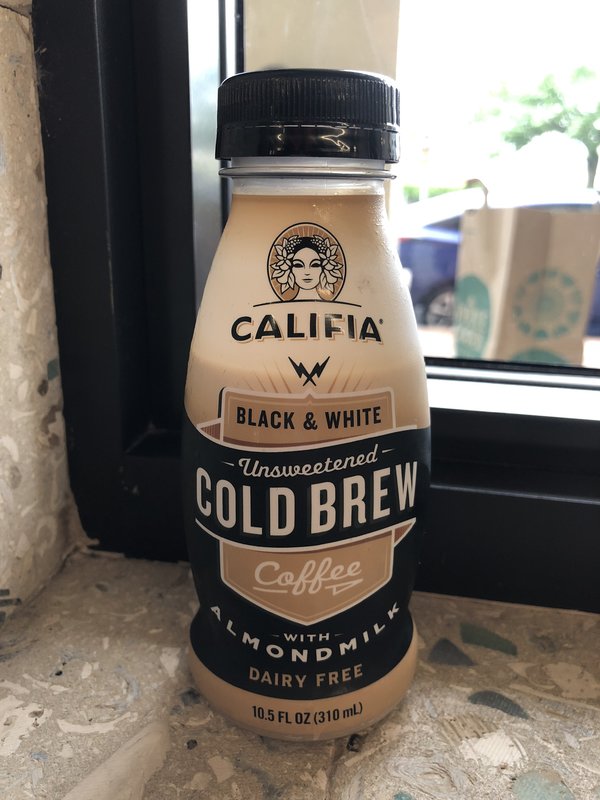 CALIFIA®
BLACK & WHITE
Unsweetened
COLD BREW
Coffee
WITH
ALMONDMILK
DAIRY FREE
10.5 FL OZ (310 mL)